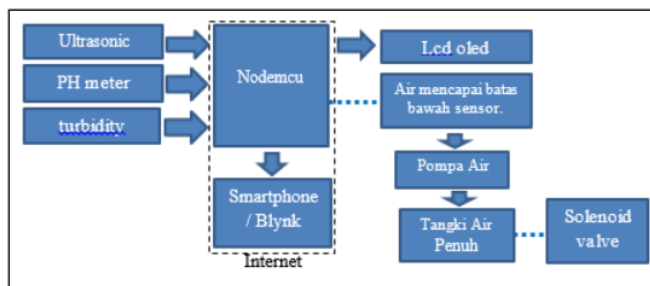 Ultrasonic
PH meter
turbidity
Nodemcu
Smartphone
/ Blynk
Internet
Lcd oled
Air mencapai batas
bawah sensor.
Pompa Air
Tangki Air
Penuh
Solenoid
valve